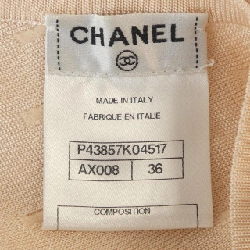 CHANEL
MADE IN ITALY
FABRIQUE EN ITALIE
P43857K04517
AX008 36
COMPOSITION